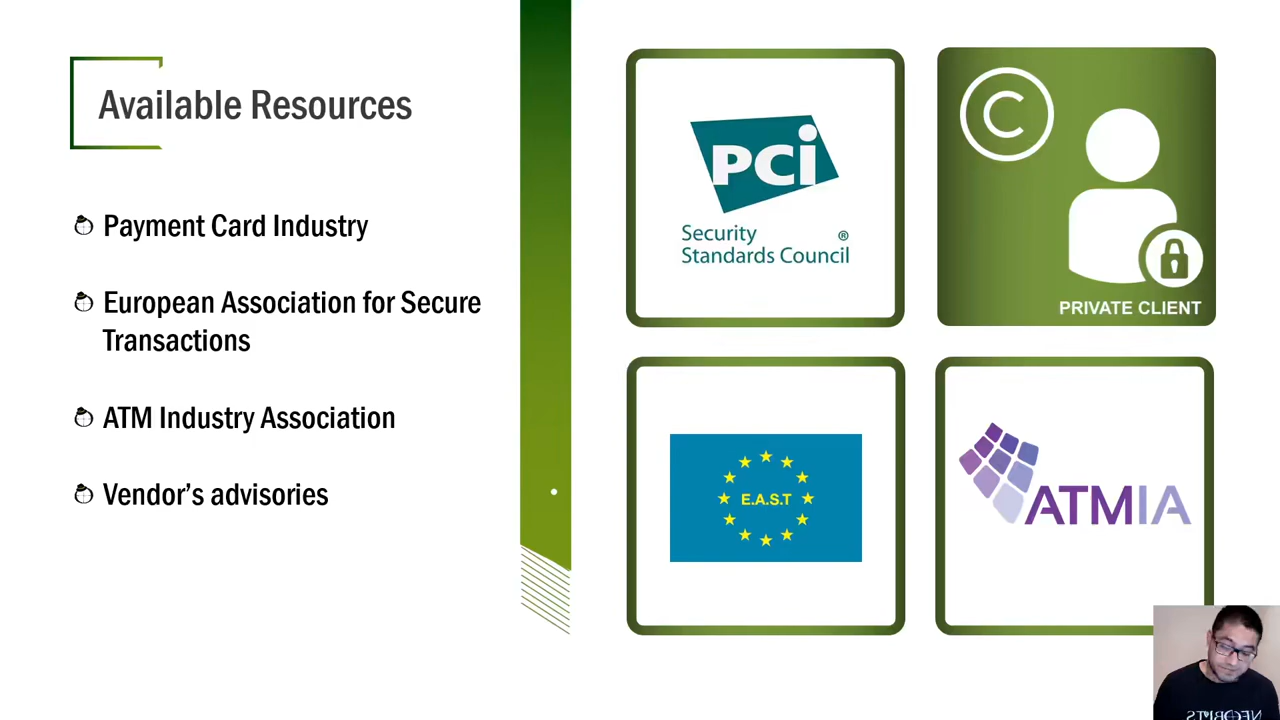 Available Resources
Payment Card Industry
European Association for Secure
Transactions
ATM Industry Association
Vendor's advisories
PCi
Security ®
Standards Council
C
PRIVATE CLIENT
E.A.S.T
ATMIA